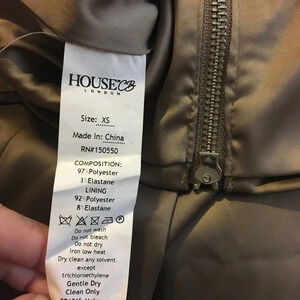 HOUSE OF CB
LONDON
Size: XS
Made in: China
RN#150550
COMPOSITION:
97% Polyester
3% Elastane
LINING
92% Polyester
8% Elastane
Do not wash
Do not bleach
Do not dry
Iron low heat
Dry clean any solvent
except
trichloroethylene
Gentle Dry
Clean Only